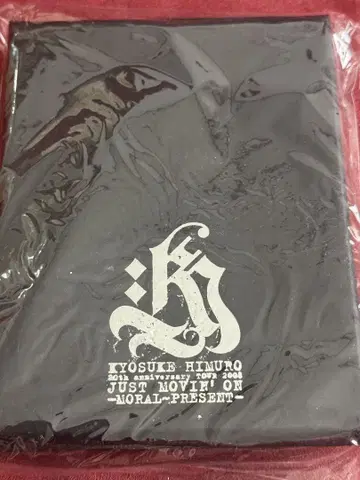 KYOSUKE HIMURO
20th anniversary TOUR 2008
JUST MOVIN' ON
-MORAL~PRESENT-